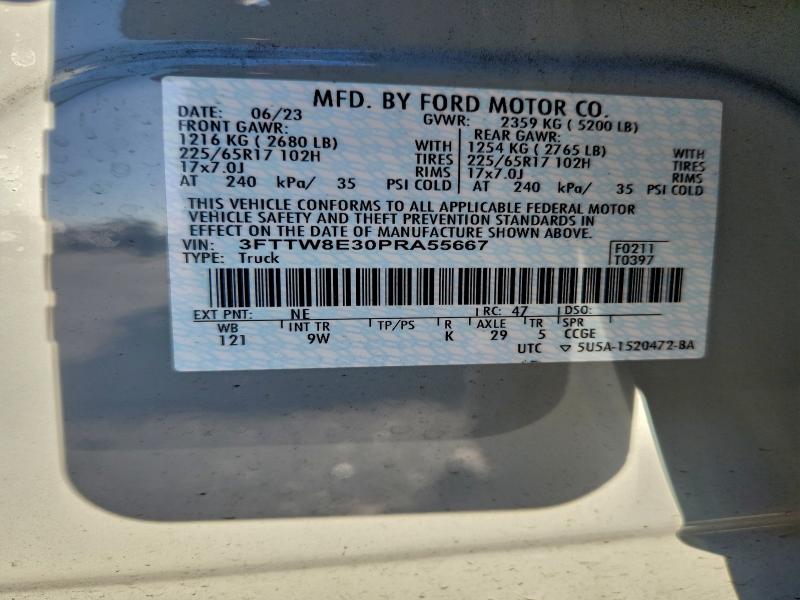 MFD. BY FORD MOTOR CO.
DATE: 06/23 GVWR: 2359 KG ( 5200 LB)
FRONT GAWR: REAR GAWR:
1216 KG ( 2680 LB) WITH 1254 KG ( 2765 LB) WITH
225/65R17 102H TIRES 225/65R17 102H TIRES
17x7.0J RIMS 17x7.0J RIMS
AT 240 kPa/ 35 PSI COLD AT 240 kPa/ 35 PSI COLD
THIS VEHICLE CONFORMS TO ALL APPLICABLE FEDERAL MOTOR
VEHICLE SAFETY AND THEFT PREVENTION STANDARDS IN
EFFECT ON THE DATE OF MANUFACTURE SHOWN ABOVE.
VIN: 3FTTW8E30PRA55667 F0211
TYPE: Truck T0397
EXT PNT: NE RC: 47 DSO:
WB INT TR TP/PS R AXLE TR SPR
121 9W K 29 5 CCGE
UTC ▽ 5U5A-1520472-BA